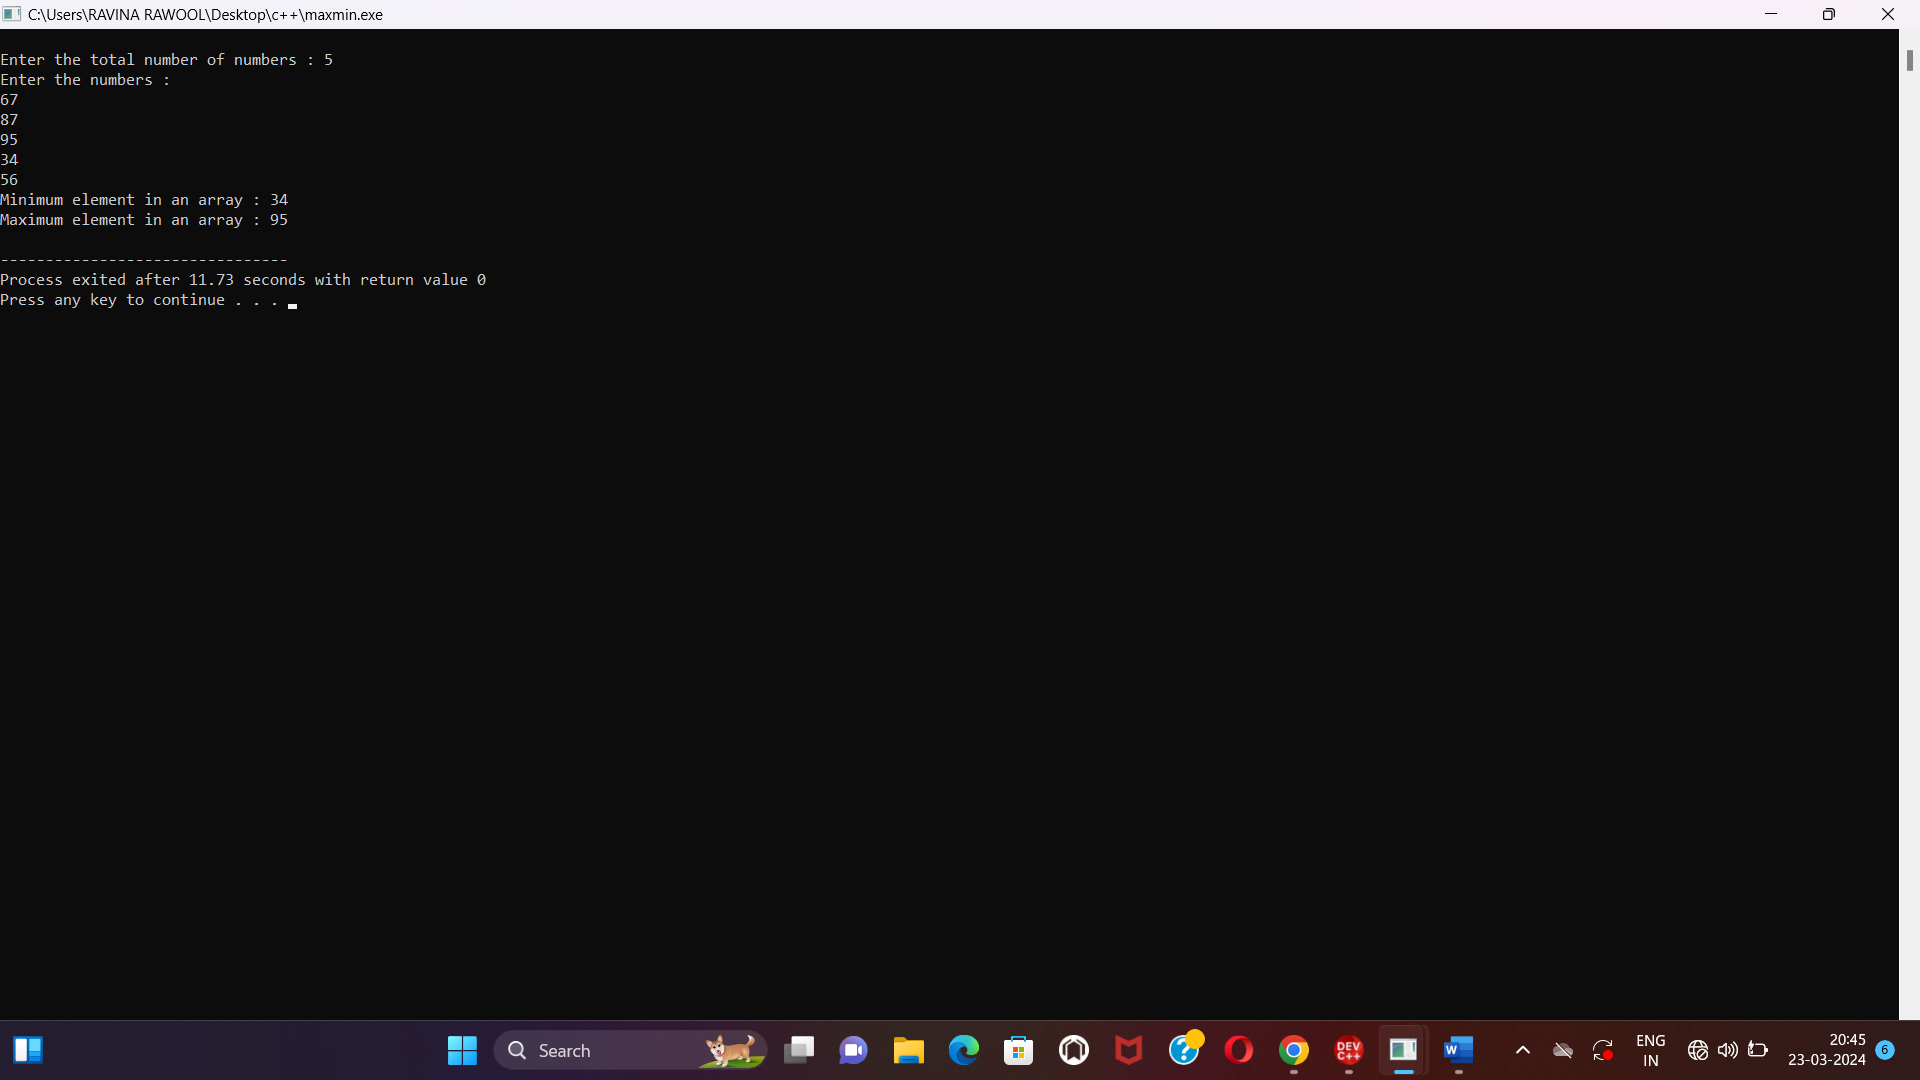 C:\Users\RAVINA RAWOOL\Desktop\c++\maxmin.exe
Enter the total number of numbers : 5
Enter the numbers :
67
87
95
34
56
Minimum element in an array : 34
Maximum element in an array : 95
--------------------------------
Process exited after 11.73 seconds with return value 0
Press any key to continue . . .
Search
DEV
C++
W
ENG
IN
20:45
23-03-2024
6